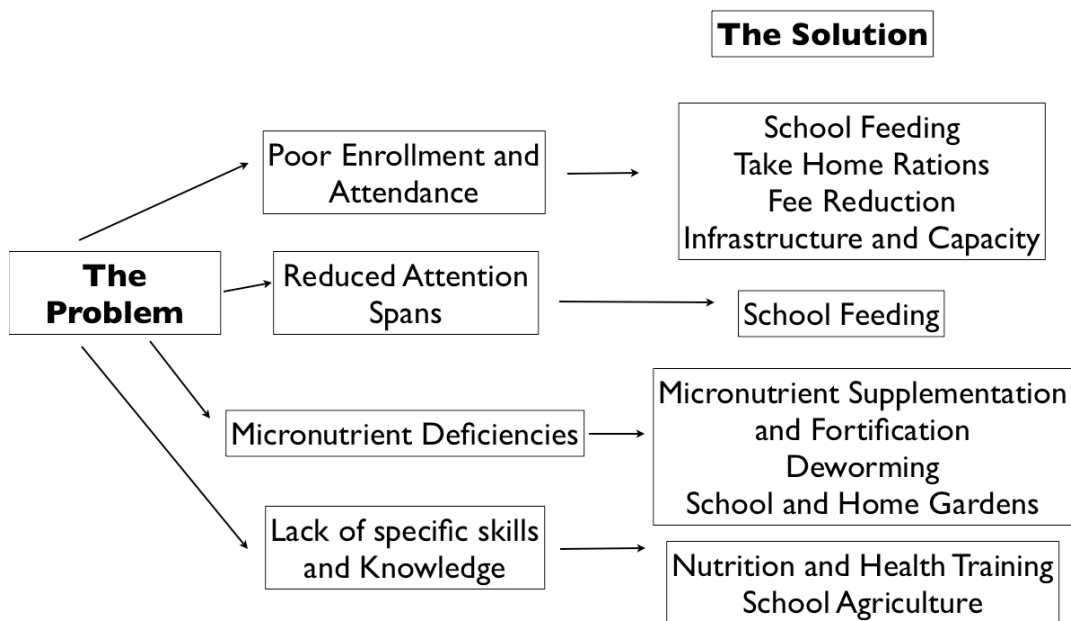 The Solution
Poor Enrollment and
Attendance
School Feeding
Take Home Rations
Fee Reduction
Infrastructure and Capacity
The
Problem
Reduced Attention
Spans
School Feeding
Micronutrient Deficiencies
Micronutrient Supplementation
and Fortification
Deworming
School and Home Gardens
Lack of specific skills
and Knowledge
Nutrition and Health Training
School Agriculture